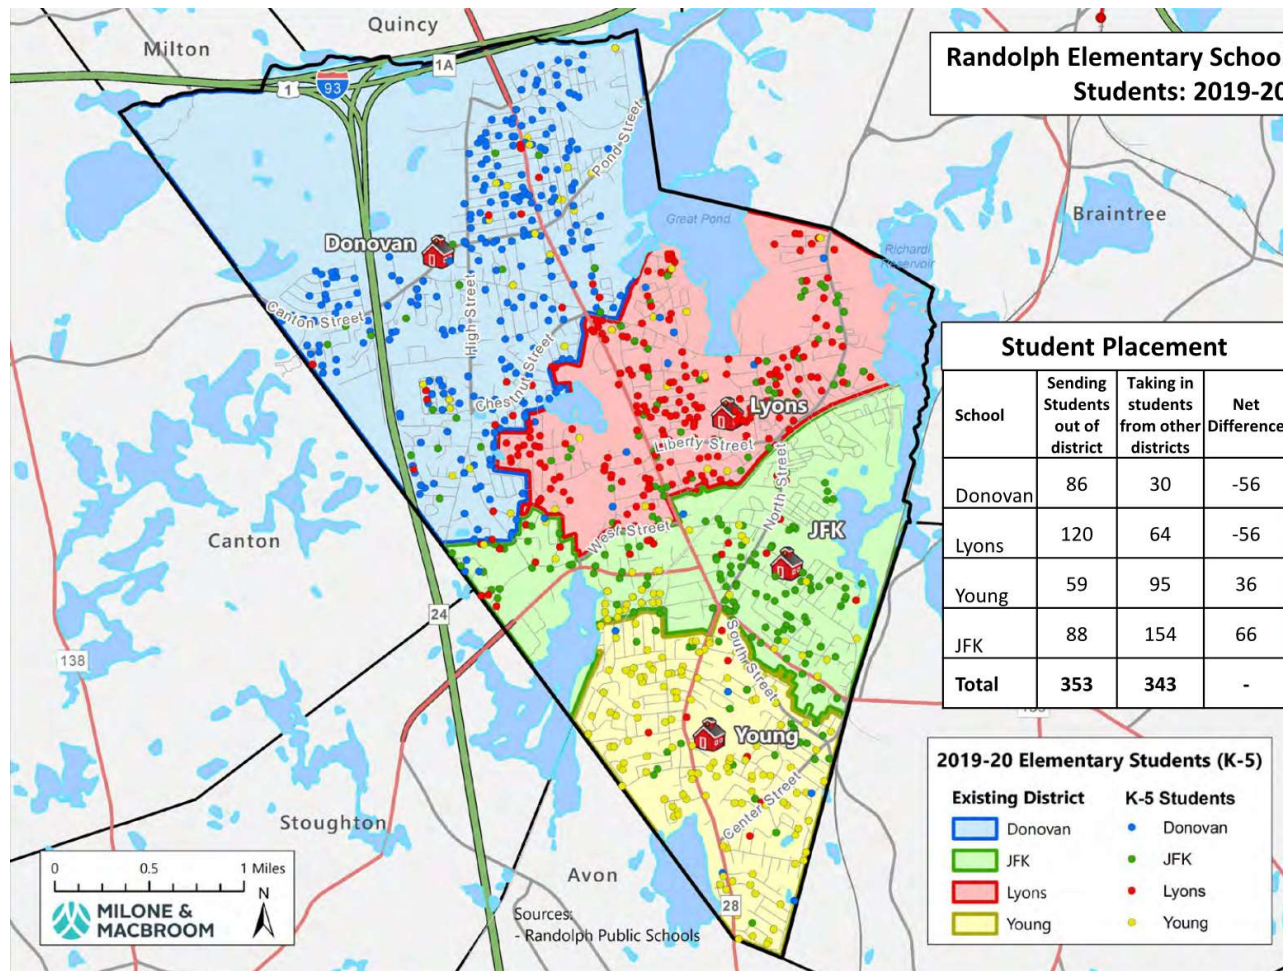 Quincy
Milton
1A
1
93
Randolph Elementary Schoo
Students: 2019-20
Pond Street
Great Pond
Braintree
Richardi
Reservoir
Donovan
Canton Street
High Street
Chestnut Street
Lyons
Liberty Street
North Street
West Street
JFK
Canton
24
138
South Street
Young
Center Street
Stoughton
Avon
28
Student Placement
School
Sending
Students
out of
district
Taking in
students
from other
districts
Net
Difference
Donovan 86 30 -56
Lyons 120 64 -56
Young 59 95 36
JFK 88 154 66
Total 353 343 -
2019-20 Elementary Students (K-5)
Existing District K-5 Students
Donovan Donovan
JFK JFK
Lyons Lyons
Young Young
0 0.5 1 Miles
N
MILONE &
MACBROOM
Sources:
- Randolph Public Schools